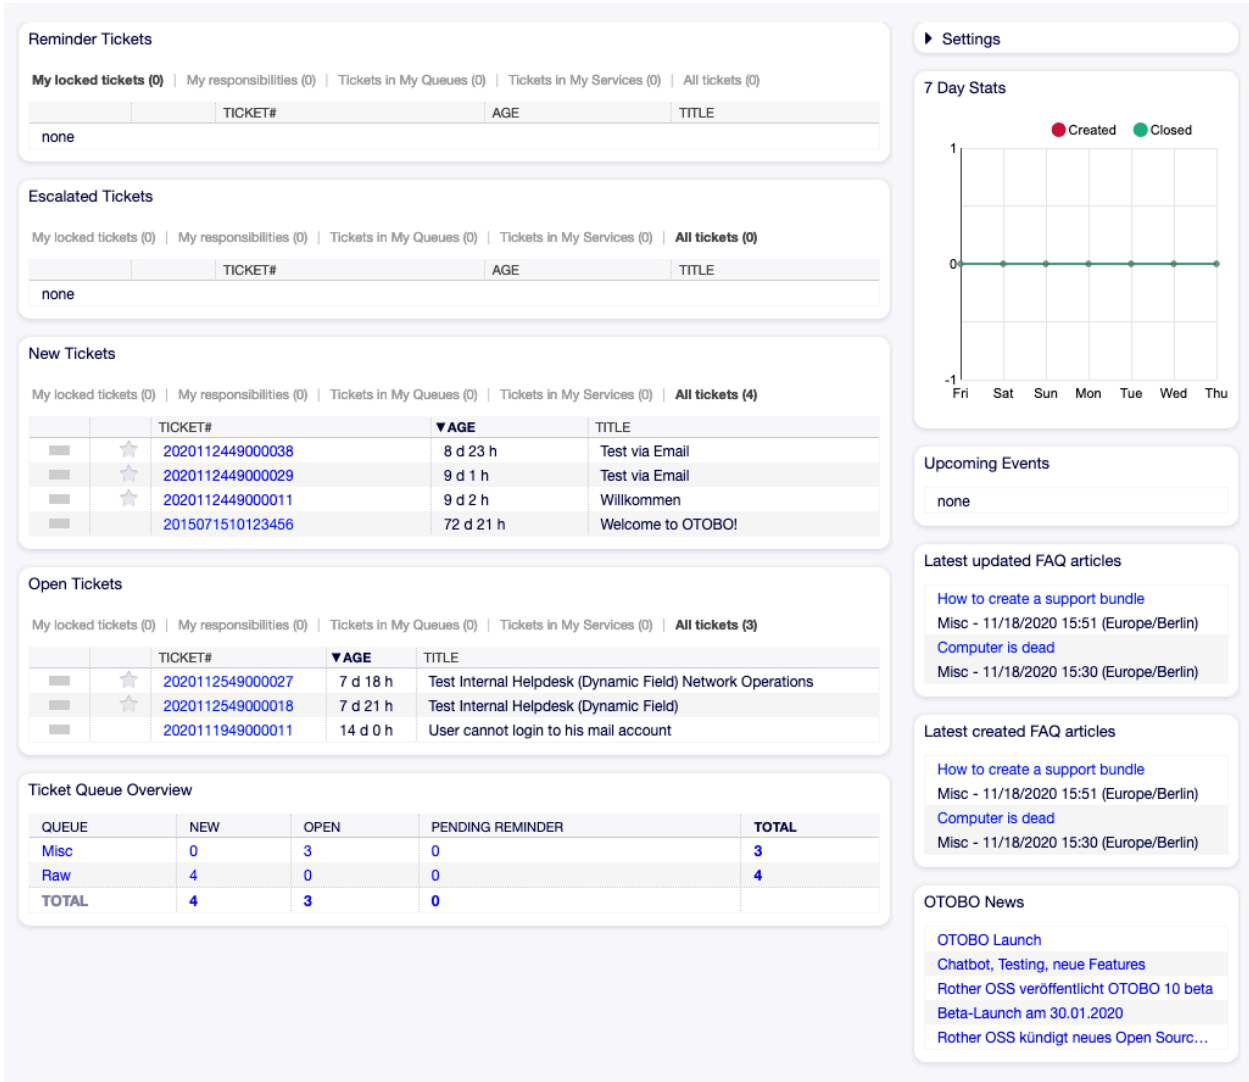 Reminder Tickets
My locked tickets (0) | My responsibilities (0) | Tickets in My Queues (0) | Tickets in My Services (0) | All tickets (0)
TICKET# AGE TITLE
none
Escalated Tickets
My locked tickets (0) | My responsibilities (0) | Tickets in My Queues (0) | Tickets in My Services (0) | All tickets (0)
TICKET# AGE TITLE
none
New Tickets
My locked tickets (0) | My responsibilities (0) | Tickets in My Queues (0) | Tickets in My Services (0) | All tickets (4)
TICKET# ▼AGE TITLE
2020112449000038 8 d 23 h Test via Email
2020112449000029 9 d 1 h Test via Email
2020112449000011 9 d 2 h Willkommen
2015071510123456 72 d 21 h Welcome to OTOBO!
Open Tickets
My locked tickets (0) | My responsibilities (0) | Tickets in My Queues (0) | Tickets in My Services (0) | All tickets (3)
TICKET# ▼AGE TITLE
2020112549000027 7 d 18 h Test Internal Helpdesk (Dynamic Field) Network Operations
2020112549000018 7 d 21 h Test Internal Helpdesk (Dynamic Field)
2020111949000011 14 d 0 h User cannot login to his mail account
Ticket Queue Overview
QUEUE NEW OPEN PENDING REMINDER TOTAL
Misc 0 3 0 3
Raw 4 0 0 4
TOTAL 4 3 0
Settings
7 Day Stats
Created Closed
1
0
-1
Fri Sat Sun Mon Tue Wed Thu
Upcoming Events
none
Latest updated FAQ articles
How to create a support bundle
Misc - 11/18/2020 15:51 (Europe/Berlin)
Computer is dead
Misc - 11/18/2020 15:30 (Europe/Berlin)
Latest created FAQ articles
How to create a support bundle
Misc - 11/18/2020 15:51 (Europe/Berlin)
Computer is dead
Misc - 11/18/2020 15:30 (Europe/Berlin)
OTOBO News
OTOBO Launch
Chatbot, Testing, neue Features
Rother OSS veröffentlicht OTOBO 10 beta
Beta-Launch am 30.01.2020
Rother OSS kündigt neues Open Sourc…